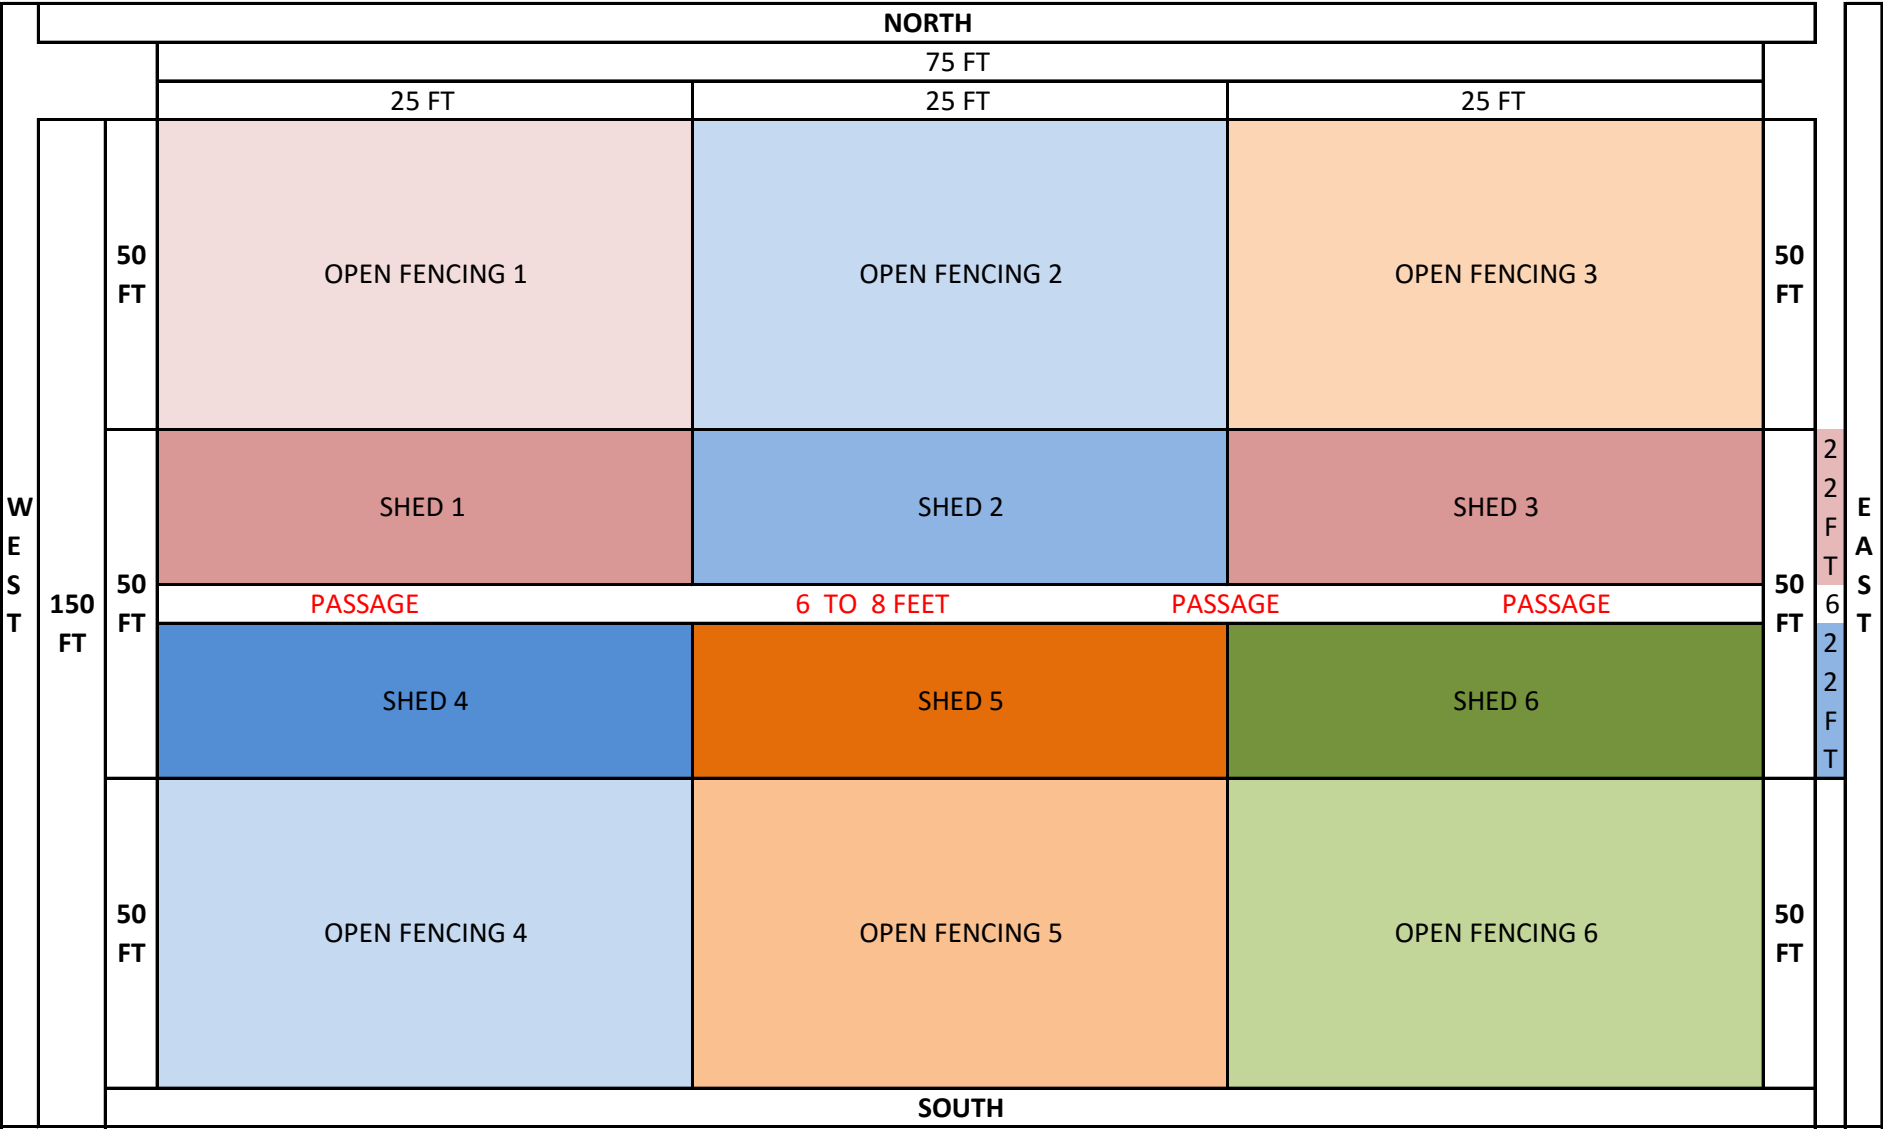 NORTH
75 FT
25 FT 25 FT 25 FT
50
FT
OPEN FENCING 1
OPEN FENCING 2
OPEN FENCING 3
50
FT
W
E
S
T
150
FT
50
FT
SHED 1
SHED 2
SHED 3
PASSAGE 6 TO 8 FEET PASSAGE PASSAGE
SHED 4
SHED 5
SHED 6
50
FT
2
2
F
T
6
2
2
F
T
E
A
S
T
50
FT
OPEN FENCING 4
OPEN FENCING 5
OPEN FENCING 6
50
FT
SOUTH